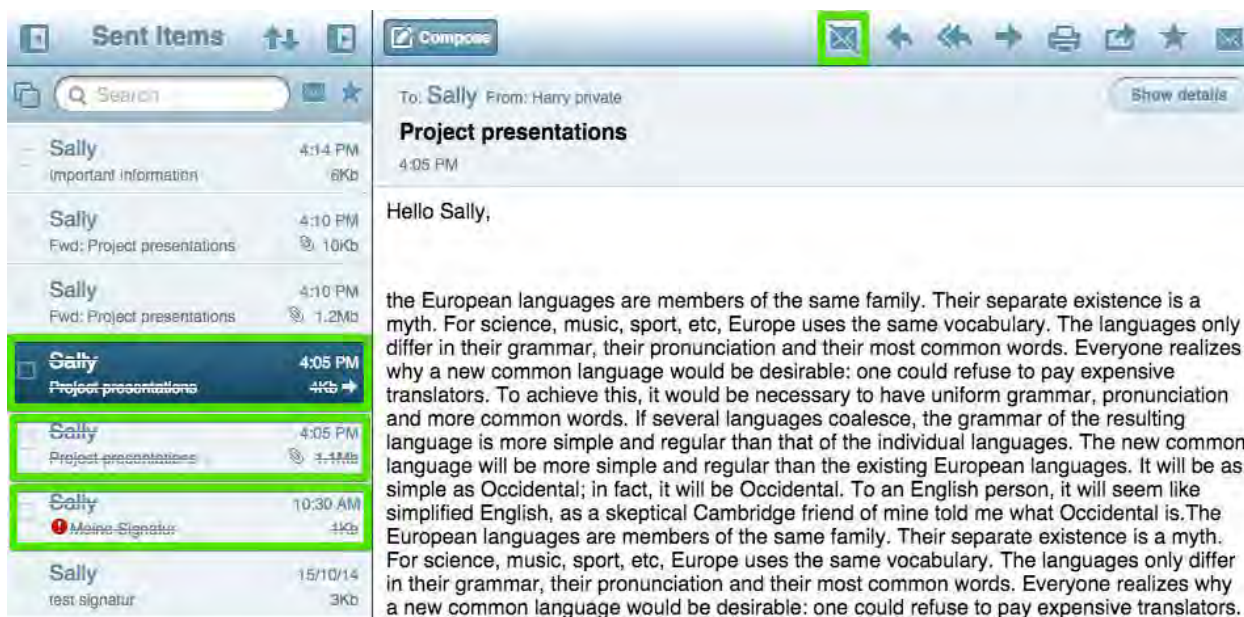 Sent Items
Compose
Search
Sally 4:14 PM
Important information 6Kb
Sally 4:10 PM
Fwd: Project presentations 10Kb
Sally 4:10 PM
Fwd: Project presentations 1.2Mb
Sally 4:05 PM
Project presentations 4Kb
Sally 4:05 PM
Project presentations 1.1Mb
Sally 10:30 AM
Meine Signatur 1Kb
Sally 15/10/14
test signatur 3Kb
To: Sally From: Harry private
Show details
Project presentations
4:05 PM
Hello Sally,
the European languages are members of the same family. Their separate existence is a
myth. For science, music, sport, etc, Europe uses the same vocabulary. The languages only
differ in their grammar, their pronunciation and their most common words. Everyone realizes
why a new common language would be desirable: one could refuse to pay expensive
translators. To achieve this, it would be necessary to have uniform grammar, pronunciation
and more common words. If several languages coalesce, the grammar of the resulting
language is more simple and regular than that of the individual languages. The new common
language will be more simple and regular than the existing European languages. It will be as
simple as Occidental; in fact, it will be Occidental. To an English person, it will seem like
simplified English, as a skeptical Cambridge friend of mine told me what Occidental is.The
European languages are members of the same family. Their separate existence is a myth.
For science, music, sport, etc, Europe uses the same vocabulary. The languages only differ
in their grammar, their pronunciation and their most common words. Everyone realizes why
a new common language would be desirable: one could refuse to pay expensive translators.